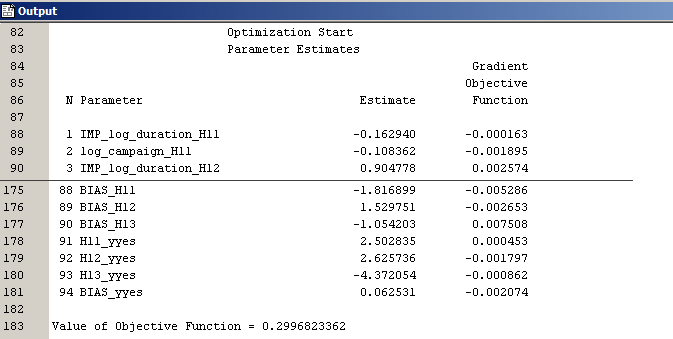 Output
82 Optimization Start
83 Parameter Estimates
84 Gradient
85 Objective
86 N Parameter Estimate Function
87
88 1 IMP_log_duration_H11 -0.162940 -0.000163
89 2 log_campaign_H11 -0.108362 -0.001895
90 3 IMP_log_duration_H12 0.904778 0.002574
175 88 BIAS_H11 -1.816899 -0.005286
176 89 BIAS_H12 1.529751 -0.002653
177 90 BIAS_H13 -1.054203 0.007508
178 91 H11_yyes 2.502835 0.000453
179 92 H12_yyes 2.625736 -0.001797
180 93 H13_yyes -4.372054 -0.000862
181 94 BIAS_yyes 0.062531 -0.002074
182
183 Value of Objective Function = 0.2996823362